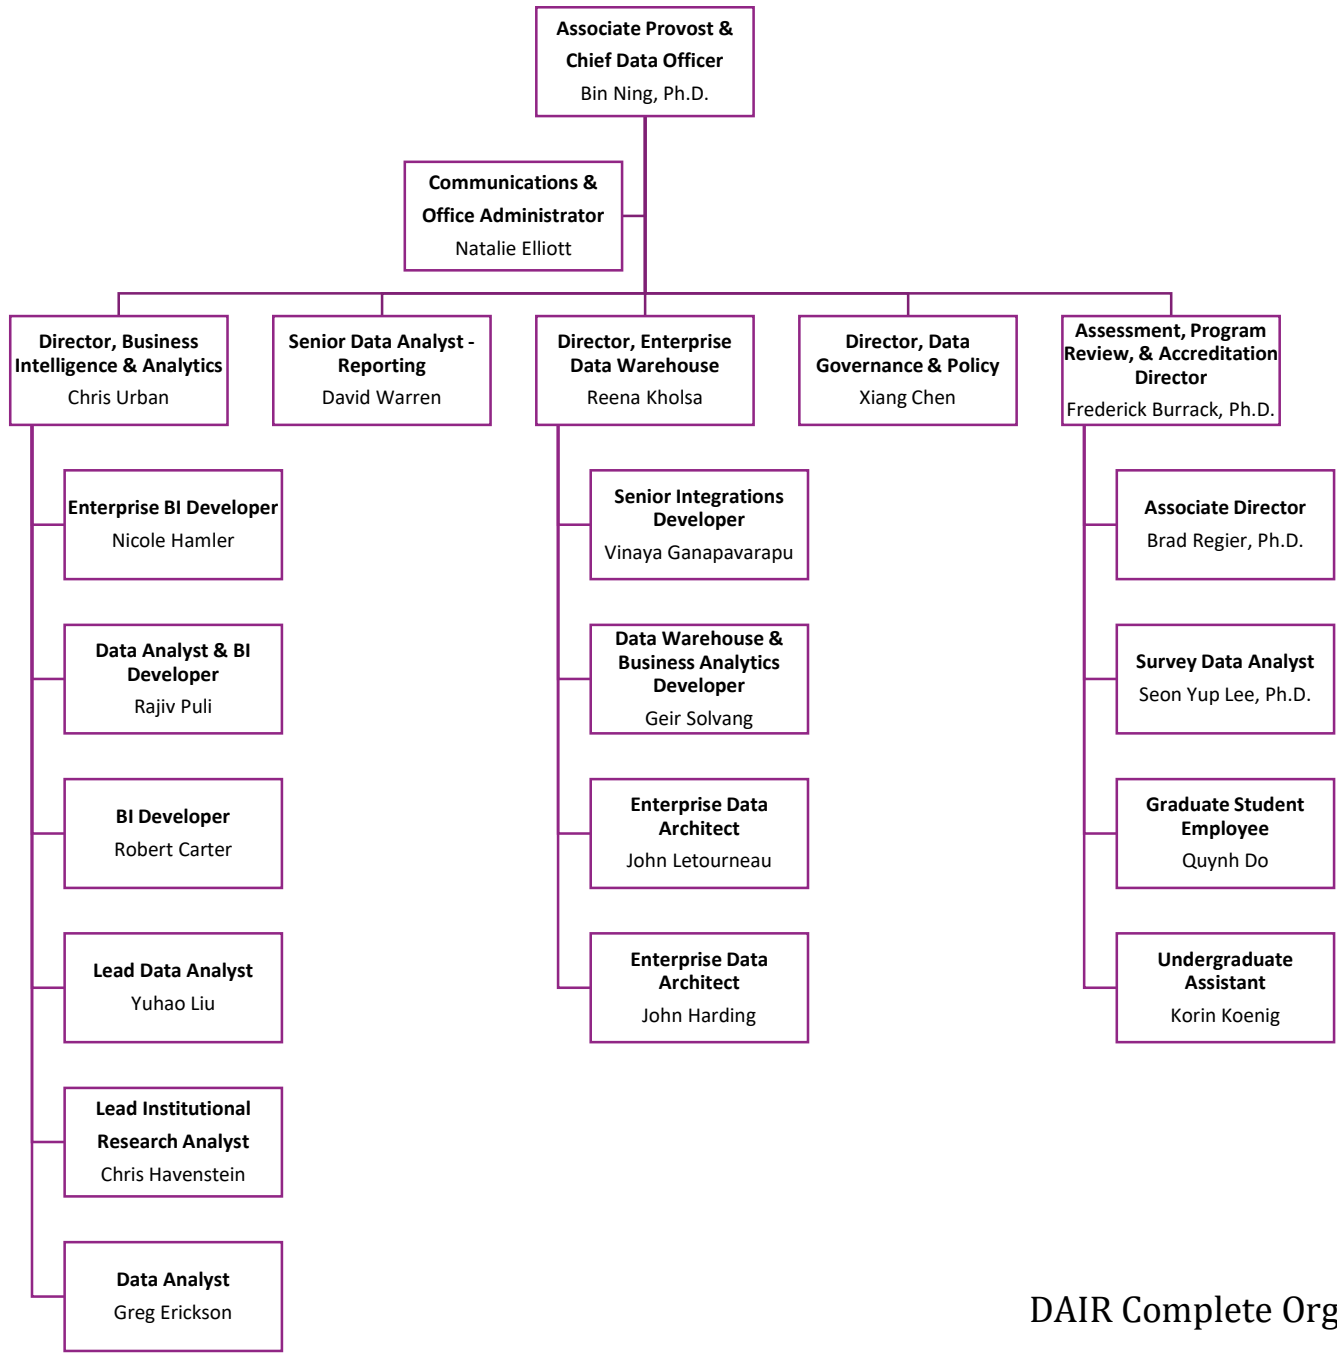 Associate Provost &
Chief Data Officer
Bin Ning, Ph.D.
Communications &
Office Administrator
Natalie Elliott
Director, Business
Intelligence & Analytics
Chris Urban
Senior Data Analyst -
Reporting
David Warren
Director, Enterprise
Data Warehouse
Reena Kholsa
Director, Data
Governance & Policy
Xiang Chen
Assessment, Program
Review, & Accreditation
Director
Frederick Burrack, Ph.D.
Enterprise BI Developer
Nicole Hamler
Data Analyst & BI
Developer
Rajiv Puli
BI Developer
Robert Carter
Lead Data Analyst
Yuhao Liu
Lead Institutional
Research Analyst
Chris Havenstein
Data Analyst
Greg Erickson
Senior Integrations
Developer
Vinaya Ganapavarapu
Data Warehouse &
Business Analytics
Developer
Geir Solvang
Enterprise Data
Architect
John Letourneau
Enterprise Data
Architect
John Harding
Associate Director
Brad Regier, Ph.D.
Survey Data Analyst
Seon Yup Lee, Ph.D.
Graduate Student
Employee
Quynh Do
Undergraduate
Assistant
Korin Koenig
DAIR Complete Org